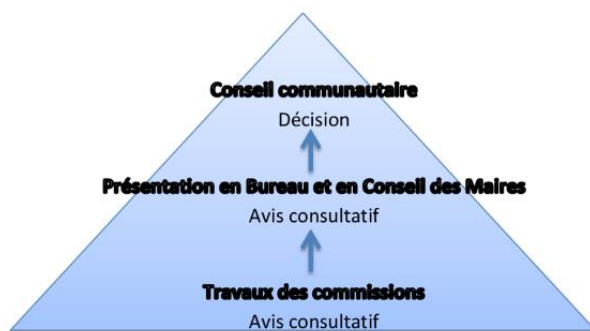 Conseil communautaire
Décision
Présentation en Bureau et en Conseil des Maires
Avis consultatif
Travaux des commissions
Avis consultatif